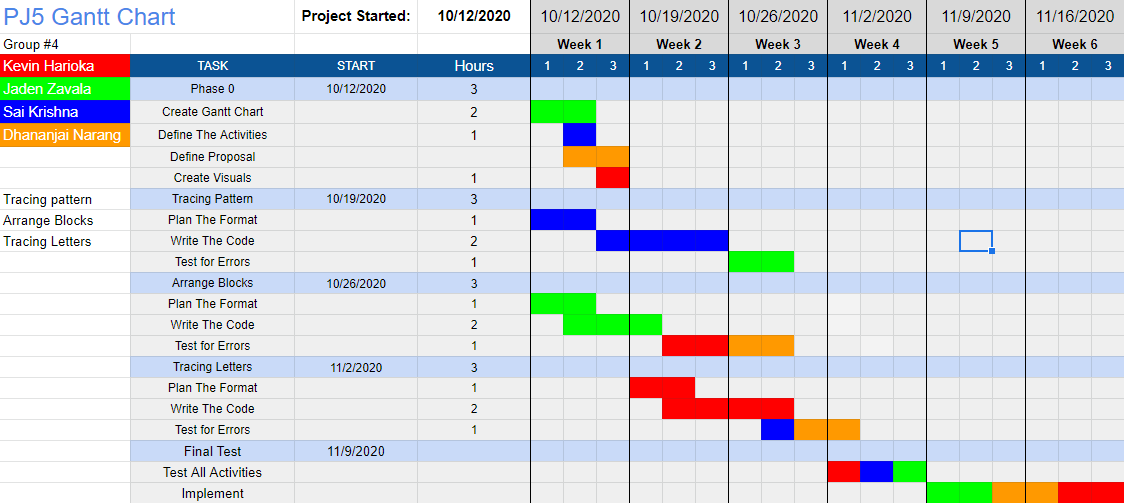 PJ5 Gantt Chart Project Started: 10/12/2020 10/12/2020 10/19/2020 10/26/2020 11/2/2020 11/9/2020 11/16/2020
Group #4 Week 1 Week 2 Week 3 Week 4 Week 5 Week 6
Kevin Harioka TASK START Hours 1 2 3 1 2 3 1 2 3 1 2 3 1 2 3 1 2 3
Jaden Zavala Phase 0 10/12/2020 3
Sai Krishna Create Gantt Chart 2
Dhananjai Narang Define The Activities 1
Define Proposal
Create Visuals 1
Tracing pattern Tracing Pattern 10/19/2020 3
Arrange Blocks Plan The Format 1
Tracing Letters Write The Code 2
Test for Errors 1
Arrange Blocks 10/26/2020 3
Plan The Format 1
Write The Code 2
Test for Errors 1
Tracing Letters 11/2/2020 3
Plan The Format 1
Write The Code 2
Test for Errors 1
Final Test 11/9/2020
Test All Activities
Implement